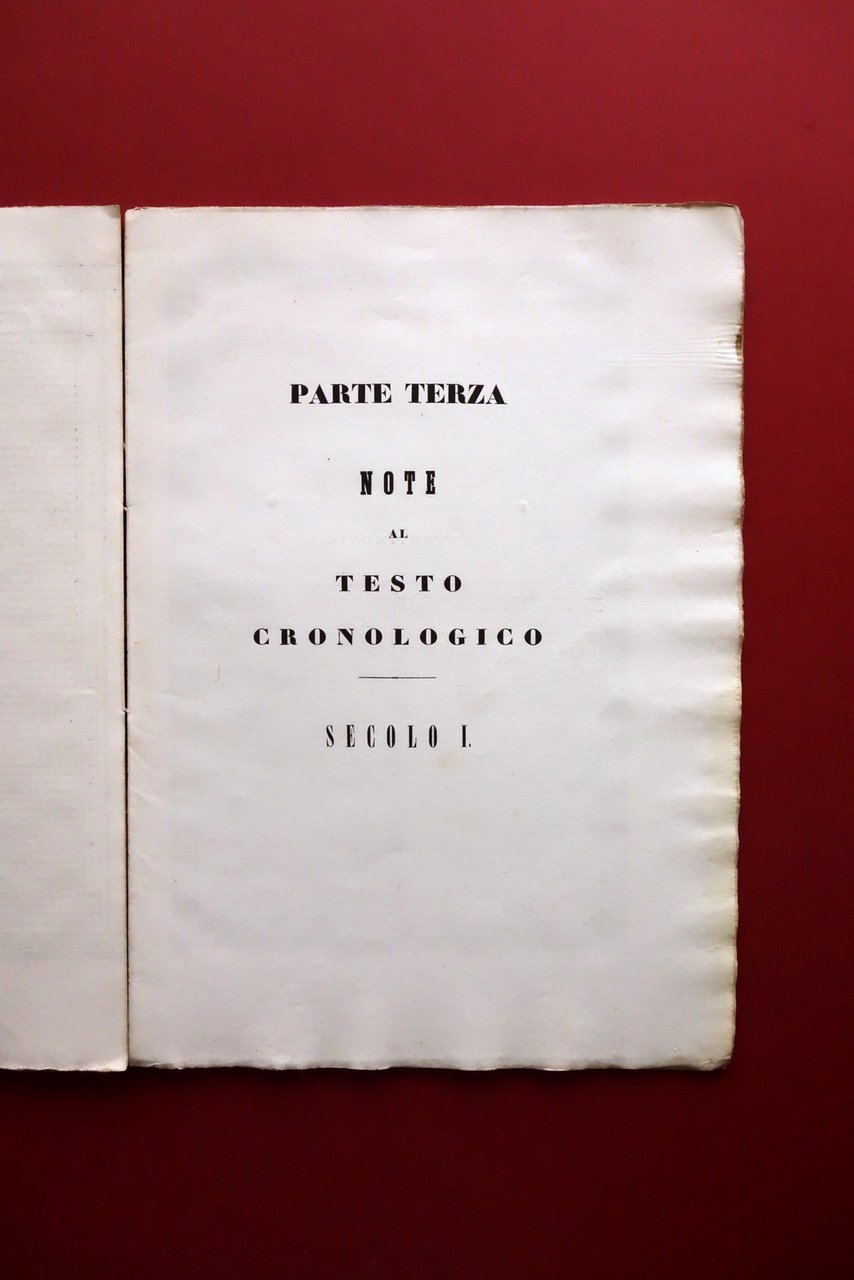 PARTE TERZA
NOTE
AL
TESTO
CRONOLOGICO
SECOLO I.